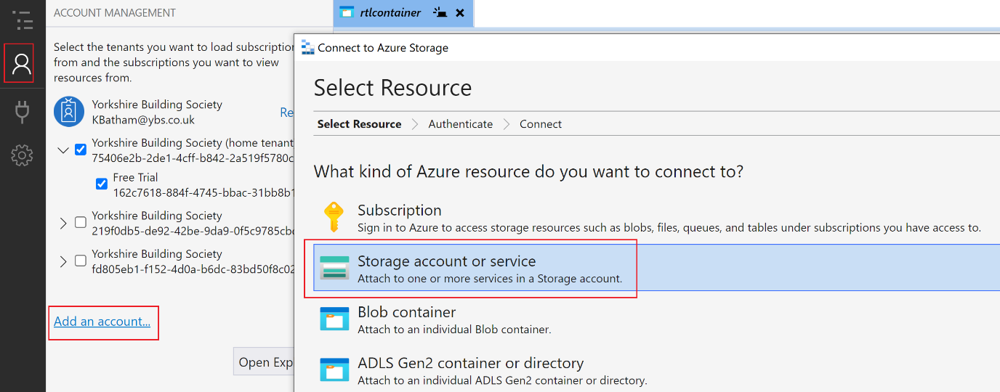 ACCOUNT MANAGEMENT
rtlcontainer
Select the tenants you want to load subscription
from and the subscriptions you want to view
resources from.
Yorkshire Building Society
KBatham@ybs.co.uk
Re
Yorkshire Building Society (home tenant
75406e2b-2de1-4cff-b842-2a519f5780c
Free Trial
162c7618-884f-4745-bbac-31bb8b1
Yorkshire Building Society
219f0db5-de92-42be-9da9-0f5c9785cbd
Yorkshire Building Society
fd805eb1-f152-4d0a-b6dc-83bd50f8c02
Add an account...
Open Exp
Connect to Azure Storage
Select Resource
Select Resource Authenticate Connect
What kind of Azure resource do you want to connect to?
Subscription
Sign in to Azure to access storage resources such as blobs, files, queues, and tables under subscriptions you have access to.
Storage account or service
Attach to one or more services in a Storage account.
Blob container
Attach to an individual Blob container.
ADLS Gen2 container or directory
Attach to an individual ADLS Gen2 container or directory.